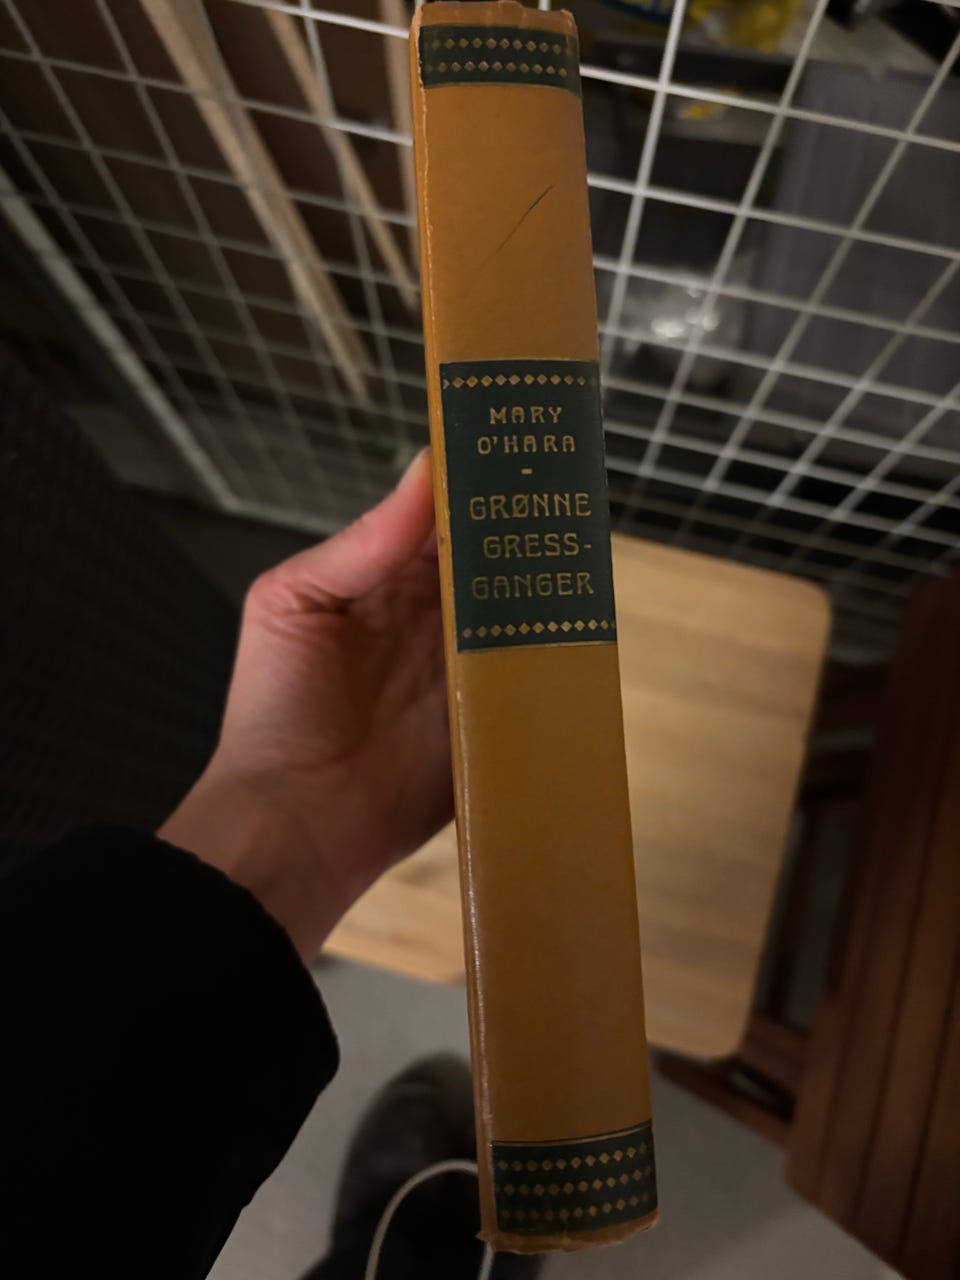 MARY
O'HARA
-
GRØNNE
GRESS-
GANGER